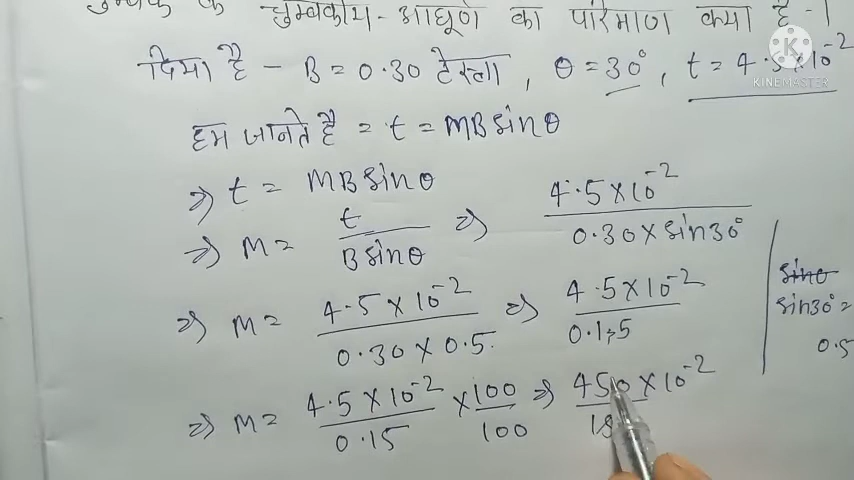 चुम्बक के चुम्बकीय-आघूर्ण का परिमाण क्या है-।
दिया है - B = 0.30 टेस्ला, θ = 30°, t = 4.5×10⁻²
KINEMASTER
हम जानते है = t = MB sinθ
⇒ t = MB sinθ
⇒ M = t / B sinθ ⇒ 4.5×10⁻² / 0.30 × sin30°
sinθ
sin30° =
0.5
⇒ M = 4.5×10⁻² / 0.30 × 0.5 ⇒ 4.5×10⁻² / 0.15
⇒ M = 4.5×10⁻² / 0.15 × 100 / 100 ⇒ 450×10⁻² /